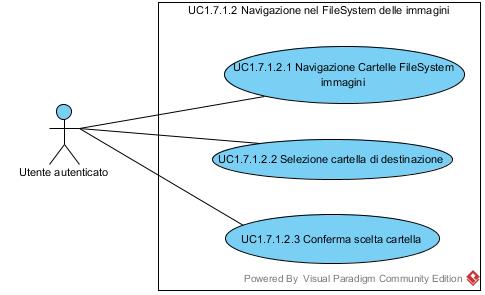 UC1.7.1.2 Navigazione nel FileSystem delle immagini
UC1.7.1.2.1 Navigazione Cartelle FileSystem
immagini
Utente autenticato
UC1.7.1.2.2 Selezione cartella di destinazione
UC1.7.1.2.3 Conferma scelta cartella
Powered By Visual Paradigm Community Edition